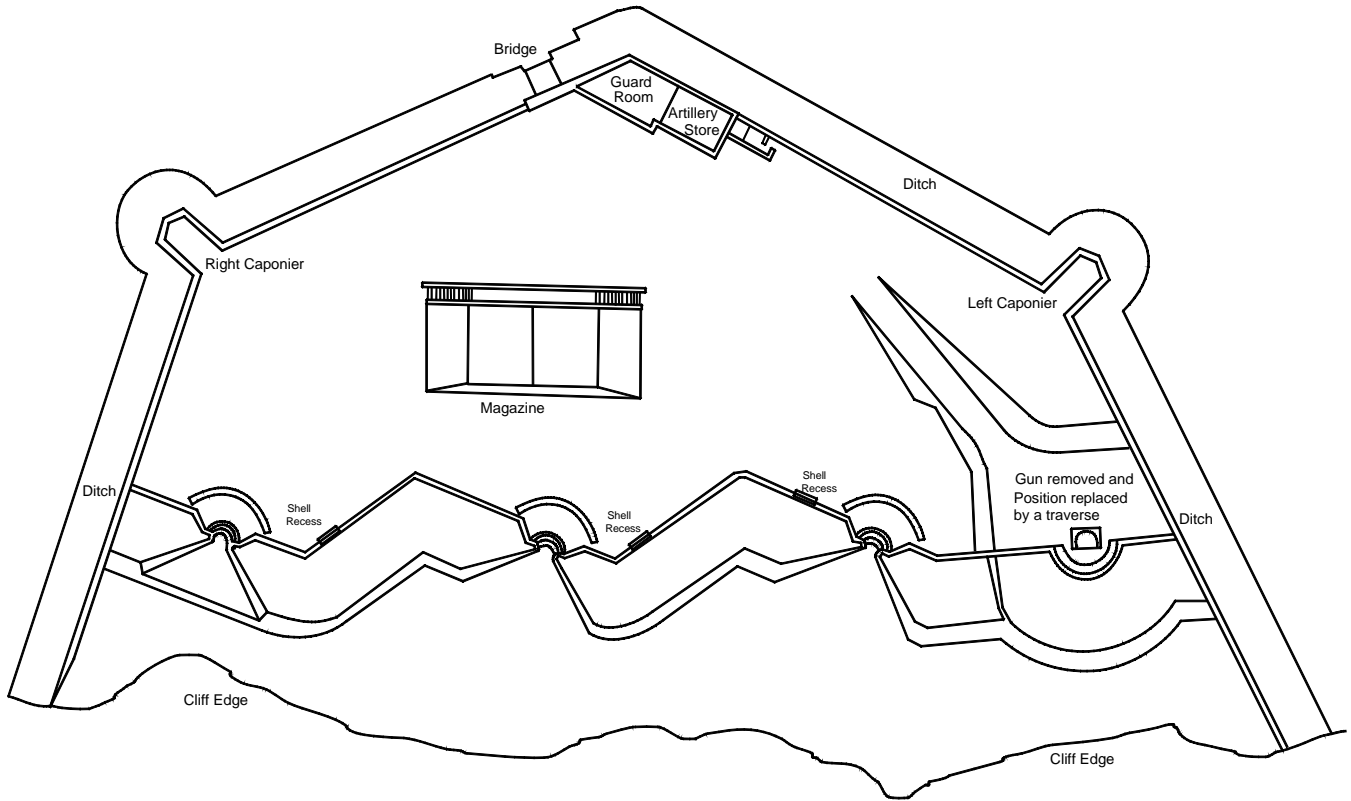 Bridge
Guard
Room
Artillery
Store
Ditch
Right Caponier
Left Caponier
Magazine
Ditch
Shell
Recess
Shell
Recess
Shell
Recess
Gun removed and
Position replaced
by a traverse
Ditch
Cliff Edge
Cliff Edge